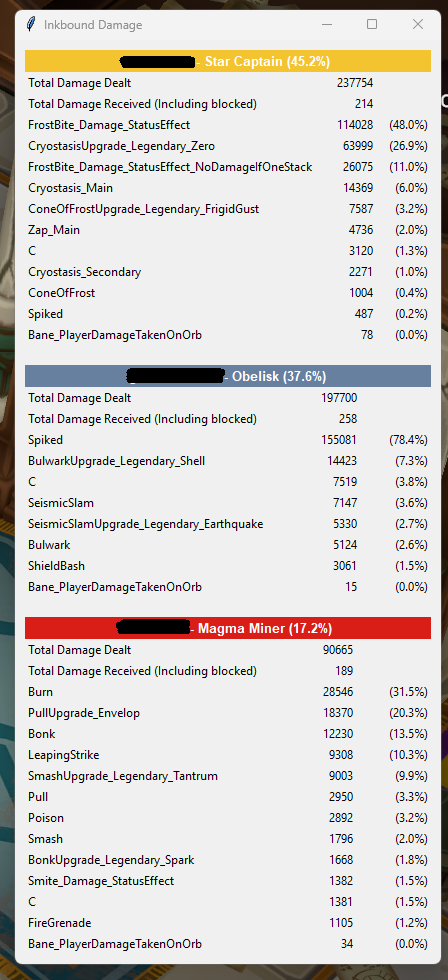 Inkbound Damage
- Star Captain (45.2%)
Total Damage Dealt 237754
Total Damage Received (Including blocked) 214
FrostBite_Damage_StatusEffect 114028 (48.0%)
CryostasisUpgrade_Legendary_Zero 63999 (26.9%)
FrostBite_Damage_StatusEffect_NoDamageIfOneStack 26075 (11.0%)
Cryostasis_Main 14369 (6.0%)
ConeOfFrostUpgrade_Legendary_FrigidGust 7587 (3.2%)
Zap_Main 4736 (2.0%)
C 3120 (1.3%)
Cryostasis_Secondary 2271 (1.0%)
ConeOfFrost 1004 (0.4%)
Spiked 487 (0.2%)
Bane_PlayerDamageTakenOnOrb 78 (0.0%)
- Obelisk (37.6%)
Total Damage Dealt 197700
Total Damage Received (Including blocked) 258
Spiked 155081 (78.4%)
BulwarkUpgrade_Legendary_Shell 14423 (7.3%)
C 7519 (3.8%)
SeismicSlam 7147 (3.6%)
SeismicSlamUpgrade_Legendary_Earthquake 5330 (2.7%)
Bulwark 5124 (2.6%)
ShieldBash 3061 (1.5%)
Bane_PlayerDamageTakenOnOrb 15 (0.0%)
- Magma Miner (17.2%)
Total Damage Dealt 90665
Total Damage Received (Including blocked) 189
Burn 28546 (31.5%)
PullUpgrade_Envelop 18370 (20.3%)
Bonk 12230 (13.5%)
LeapingStrike 9308 (10.3%)
SmashUpgrade_Legendary_Tantrum 9003 (9.9%)
Pull 2950 (3.3%)
Poison 2892 (3.2%)
Smash 1796 (2.0%)
BonkUpgrade_Legendary_Spark 1668 (1.8%)
Smite_Damage_StatusEffect 1382 (1.5%)
C 1381 (1.5%)
FireGrenade 1105 (1.2%)
Bane_PlayerDamageTakenOnOrb 34 (0.0%)